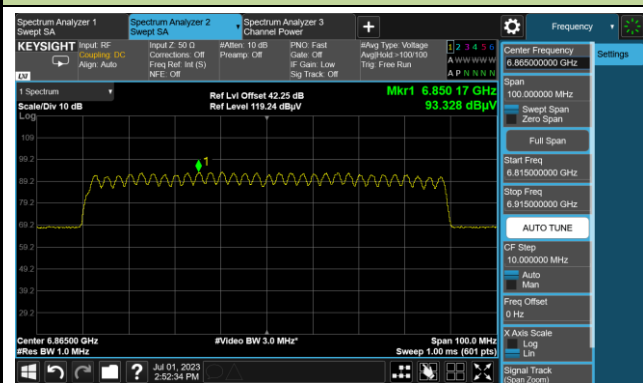 Spectrum Analyzer 1
Swept SA
Spectrum Analyzer 2
Swept SA
Spectrum Analyzer 3
Channel Power
+
Frequency
KEYSIGHT
Input: RF
Coupling: DC
Align: Auto
Input Z: 50 Ω
Corrections: Off
Freq Ref: Int (S)
NFE: Off
#Atten: 10 dB
Preamp: Off
PNO: Fast
Gate: Off
IF Gain: Low
Sig Track: Off
#Avg Type: Voltage
Avg|Hold:>100/100
Trig: Free Run
1 2 3 4 5 6
A W W W W W
A P N N N N
LXI
1 Spectrum
Scale/Div 10 dB
Log
Ref Lvl Offset 42.25 dB
Ref Level 119.24 dBµV
Mkr1 6.850 17 GHz
93.328 dBµV
109
99.2
89.2
79.2
69.2
59.2
49.2
39.2
29.2
1
Center 6.86500 GHz
#Res BW 1.0 MHz
#Video BW 3.0 MHz*
Span 100.0 MHz
Sweep 1.00 ms (601 pts)
Center Frequency
6.865000000 GHz
Settings
Span
100.000000 MHz
Swept Span
Zero Span
Full Span
Start Freq
6.815000000 GHz
Stop Freq
6.915000000 GHz
AUTO TUNE
CF Step
10.000000 MHz
Auto
Man
Freq Offset
0 Hz
X Axis Scale
Log
Lin
Signal Track
(Span Zoom)
?
Jul 01, 2023
2:52:34 PM